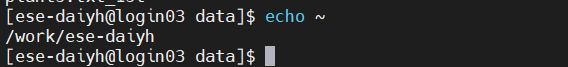 [ese-daiyh@login03 data]$ echo ~
/work/ese-daiyh
[ese-daiyh@login03 data]$